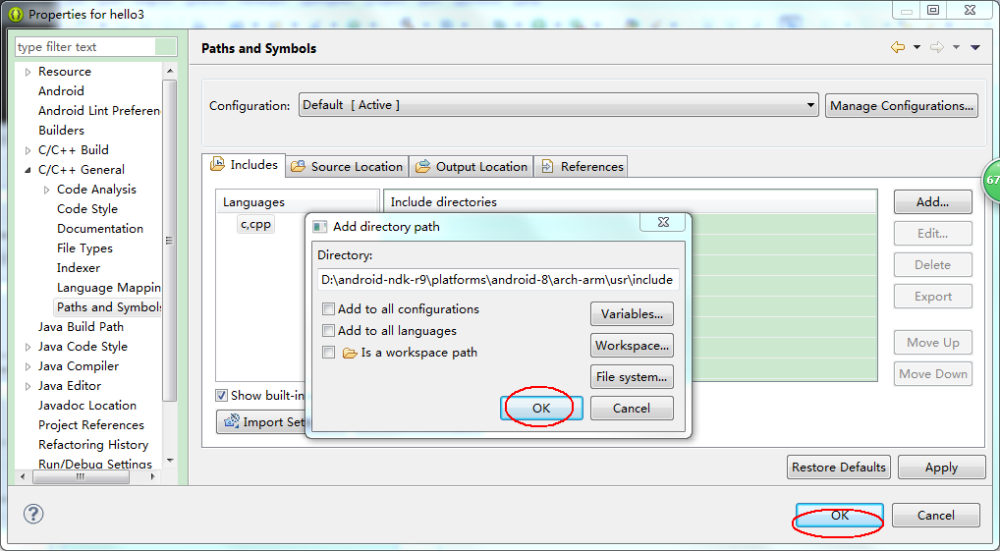 Properties for hello3
type filter text
Resource
Android
Android Lint Preferen
Builders
C/C++ Build
C/C++ General
Code Analysis
Code Style
Documentation
File Types
Indexer
Language Mappin
Paths and Symbols
Java Build Path
Java Code Style
Java Compiler
Java Editor
Javadoc Location
Project References
Refactoring History
Run/Debug Settings
Paths and Symbols
Configuration:
Default [ Active ]
Manage Configurations...
Includes
Source Location
Output Location
References
Languages
Include directories
c,cpp
Add...
Edit...
Delete
Export
Move Up
Move Down
67
Add directory path
Directory:
D:\android-ndk-r9\platforms\android-8\arch-arm\usr\include
Add to all configurations
Add to all languages
Is a workspace path
Variables...
Workspace...
File system...
OK
Cancel
Show built-in
Import Set
Restore Defaults
Apply
OK
Cancel